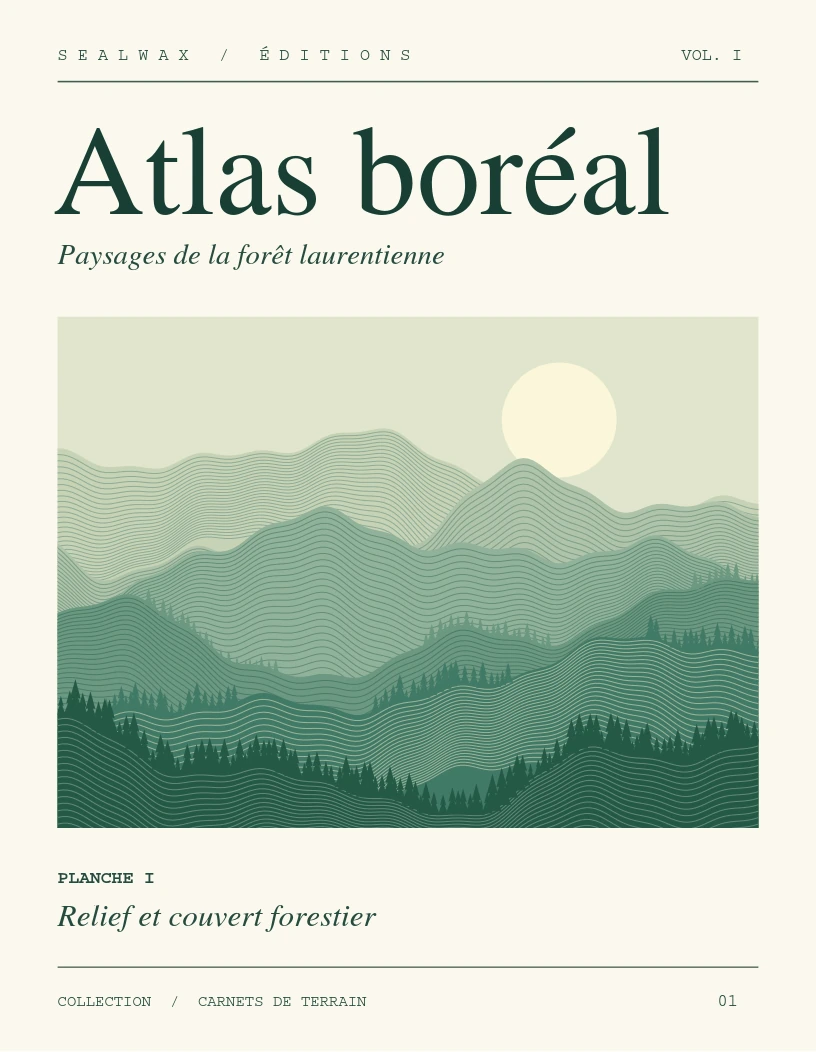 SEALWAX / ÉDITIONS VOL. I
Atlas boréal
Paysages de la forêt laurentienne
PLANCHE I
Relief et couvert forestier
COLLECTION / CARNETS DE TERRAIN 01